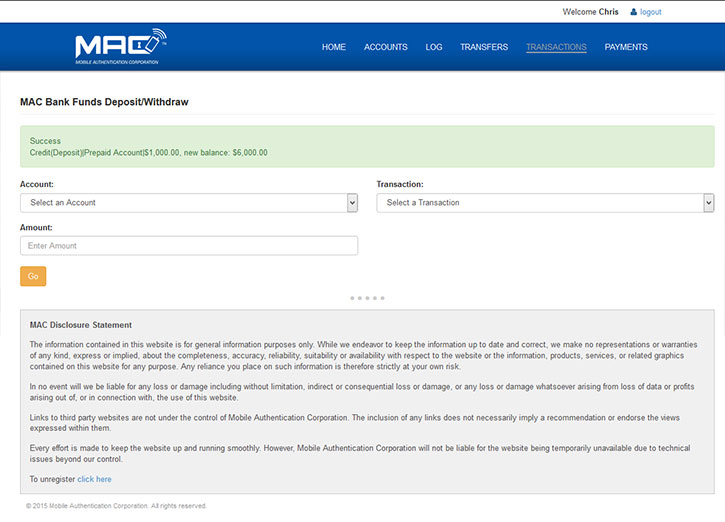 Welcome Chris logout
MAC TM
MOBILE AUTHENTICATION CORPORATION
HOME ACCOUNTS LOG TRANSFERS TRANSACTIONS PAYMENTS
MAC Bank Funds Deposit/Withdraw
Success
Credit(Deposit)|Prepaid Account|$1,000.00, new balance: $6,000.00
Account: Transaction:
Select an Account Select a Transaction
Amount:
Enter Amount
Go
MAC Disclosure Statement
The information contained in this website is for general information purposes only. While we endeavor to keep the information up to date and correct, we make no representations or warranties
of any kind, express or implied, about the completeness, accuracy, reliability, suitability or availability with respect to the website or the information, products, services, or related graphics
contained on this website for any purpose. Any reliance you place on such information is therefore strictly at your own risk.
In no event will we be liable for any loss or damage including without limitation, indirect or consequential loss or damage, or any loss or damage whatsoever arising from loss of data or profits
arising out of, or in connection with, the use of this website.
Links to third party websites are not under the control of Mobile Authentication Corporation. The inclusion of any links does not necessarily imply a recommendation or endorse the views
expressed within them.
Every effort is made to keep the website up and running smoothly. However, Mobile Authentication Corporation will not be liable for the website being temporarily unavailable due to technical
issues beyond our control.
To unregister click here
© 2015 Mobile Authentication Corporation. All rights reserved.